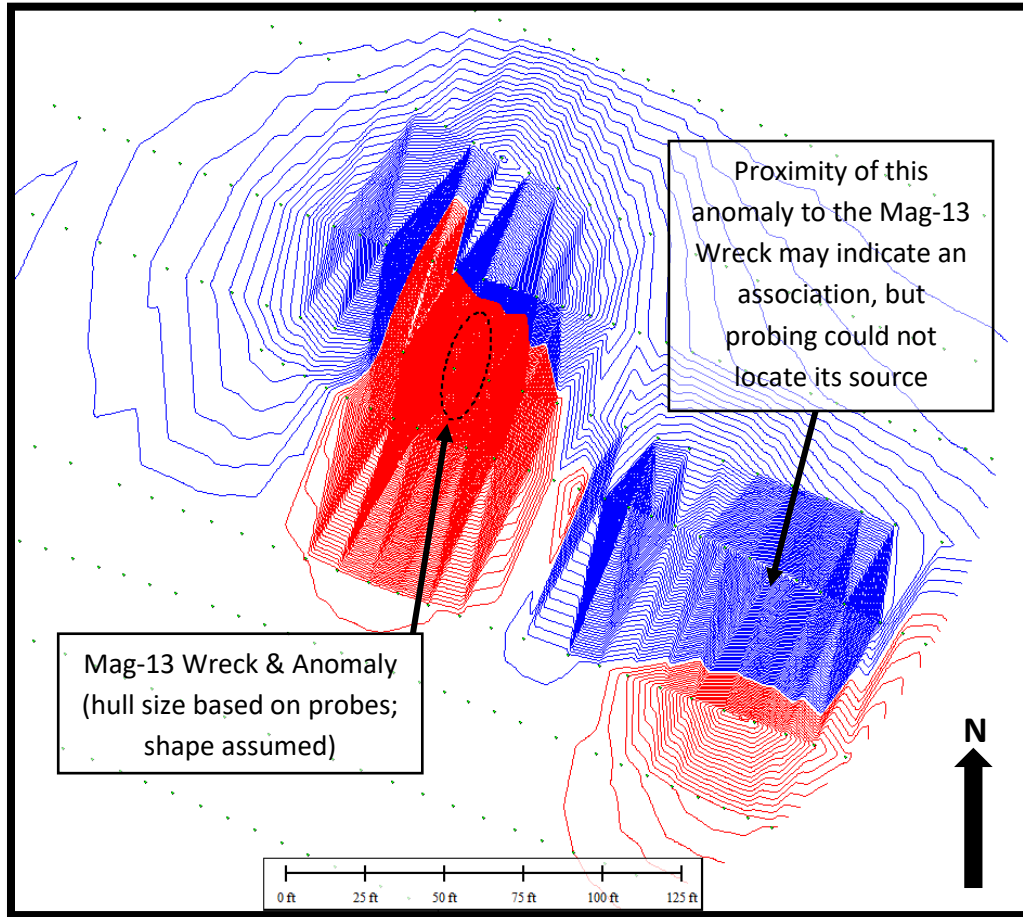 Proximity of this
anomaly to the Mag-13
Wreck may indicate an
association, but
probing could not
locate its source
Mag-13 Wreck & Anomaly
(hull size based on probes;
shape assumed)
N
0 ft 25 ft 50 ft 75 ft 100 ft 125 ft